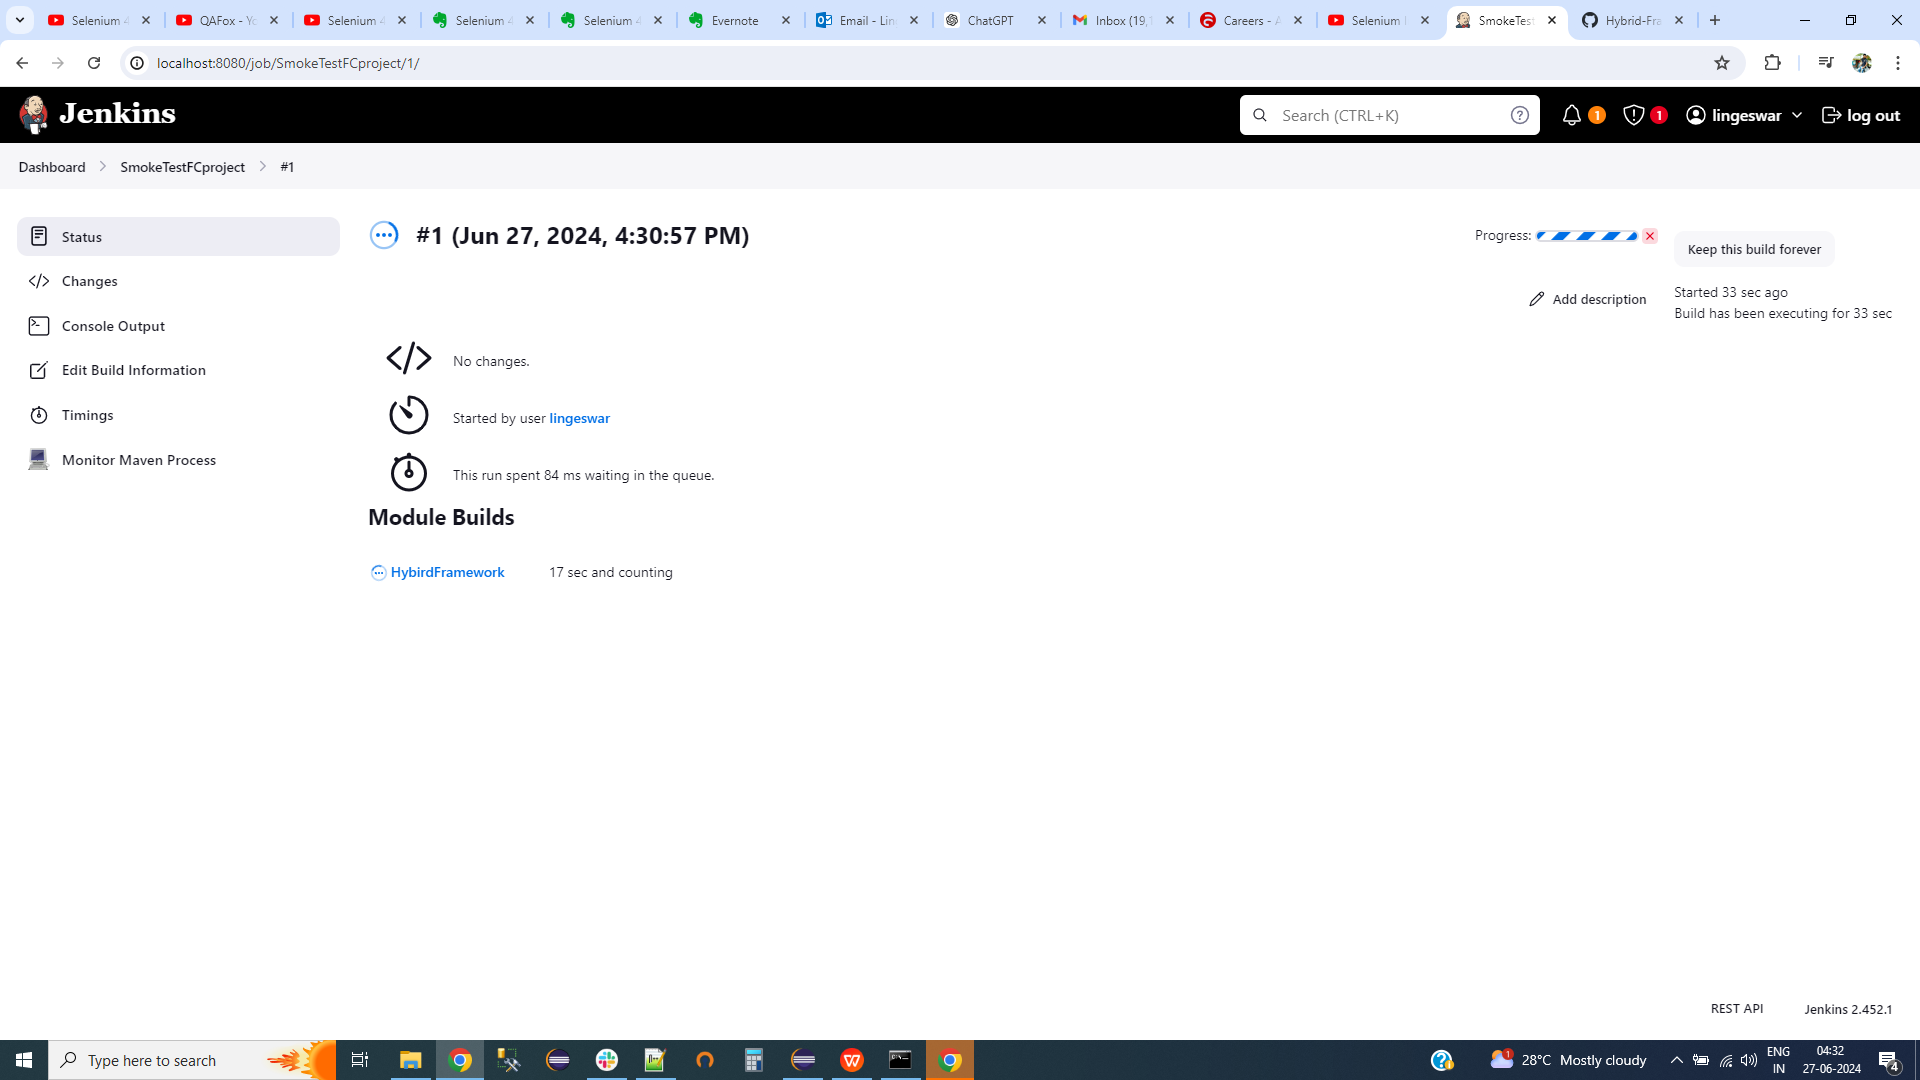 Selenium 4
QAFox - Yo
Selenium 4
Selenium 4
Selenium 4
Evernote
Email - Lin
ChatGPT
Inbox (19,1
Careers - A
Selenium
SmokeTest
Hybrid-Fra
localhost:8080/job/SmokeTestFCproject/1/
Jenkins
Search (CTRL+K)
1
1
lingeswar
log out
Dashboard
SmokeTestFCproject
#1
Status
Changes
Console Output
Edit Build Information
Timings
Monitor Maven Process
#1 (Jun 27, 2024, 4:30:57 PM)
Progress:
Keep this build forever
Add description
Started 33 sec ago
Build has been executing for 33 sec
No changes.
Started by user lingeswar
This run spent 84 ms waiting in the queue.
Module Builds
HybirdFramework
17 sec and counting
REST API
Jenkins 2.452.1
Type here to search
1
28°C Mostly cloudy
ENG
IN
04:32
27-06-2024
4